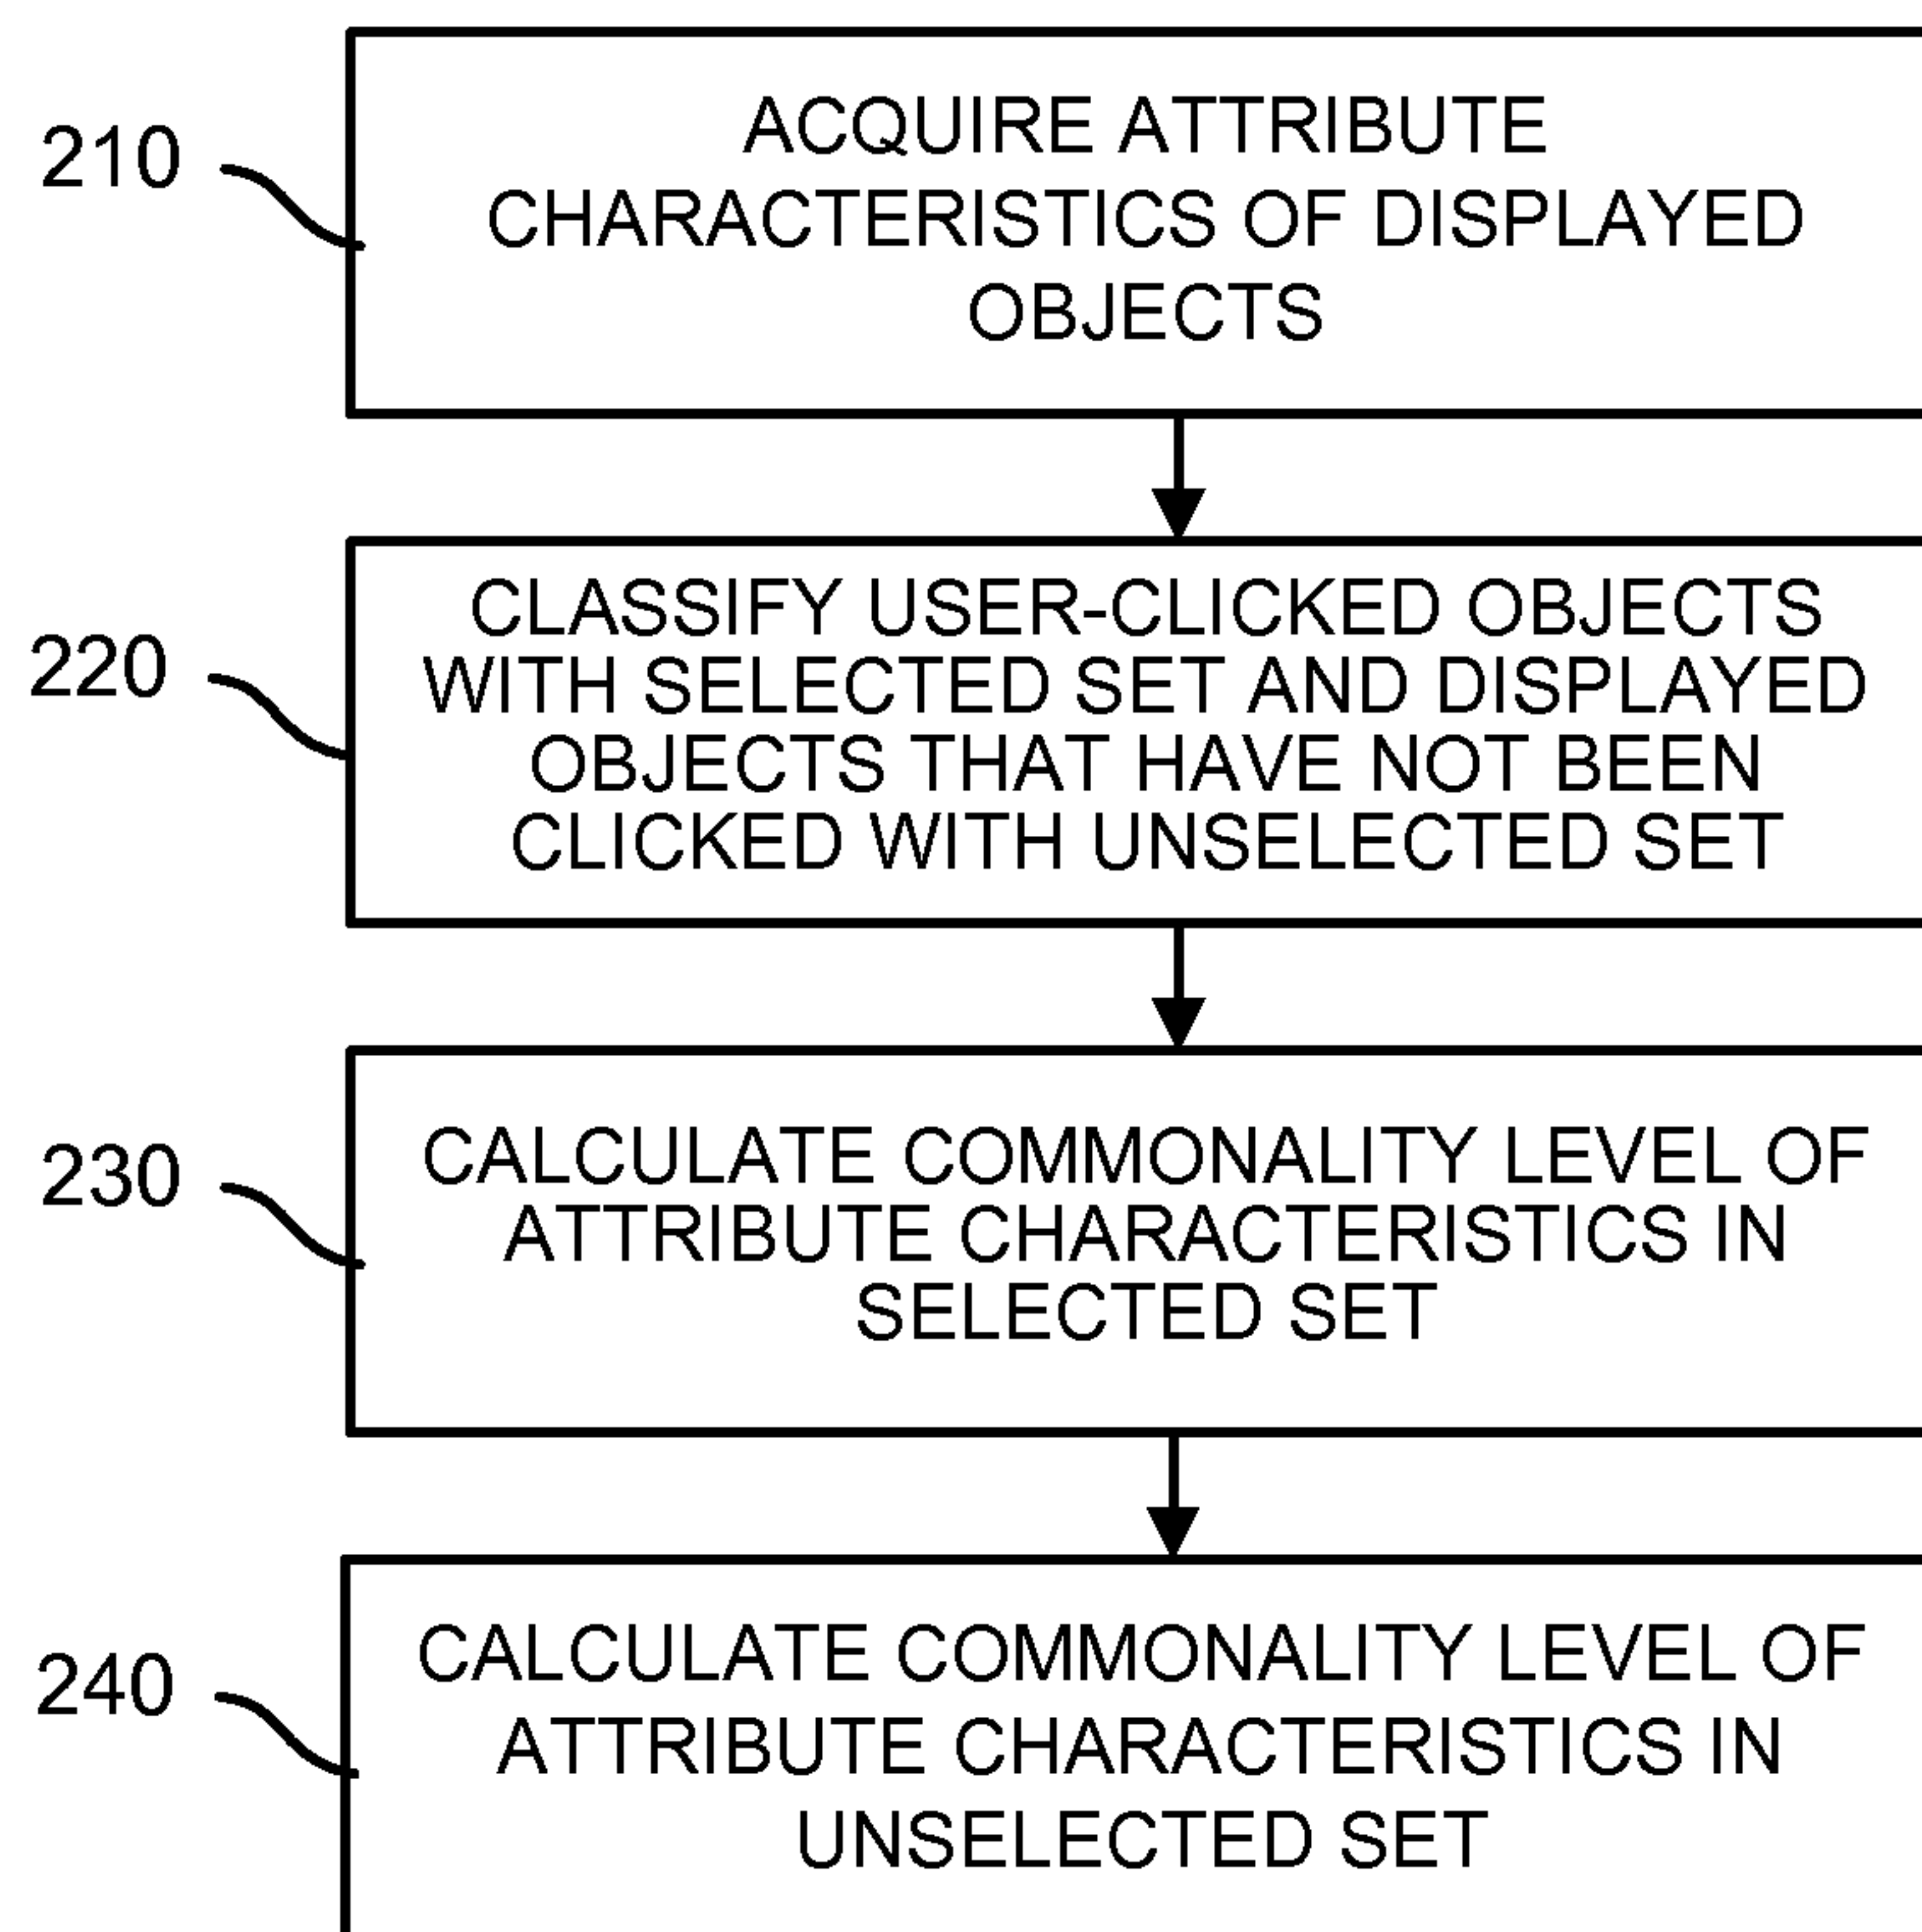 210
ACQUIRE ATTRIBUTE
CHARACTERISTICS OF DISPLAYED
OBJECTS
220
CLASSIFY USER-CLICKED OBJECTS
WITH SELECTED SET AND DISPLAYED
OBJECTS THAT HAVE NOT BEEN
CLICKED WITH UNSELECTED SET
230
CALCULATE COMMONALITY LEVEL OF
ATTRIBUTE CHARACTERISTICS IN
SELECTED SET
240
CALCULATE COMMONALITY LEVEL OF
ATTRIBUTE CHARACTERISTICS IN
UNSELECTED SET